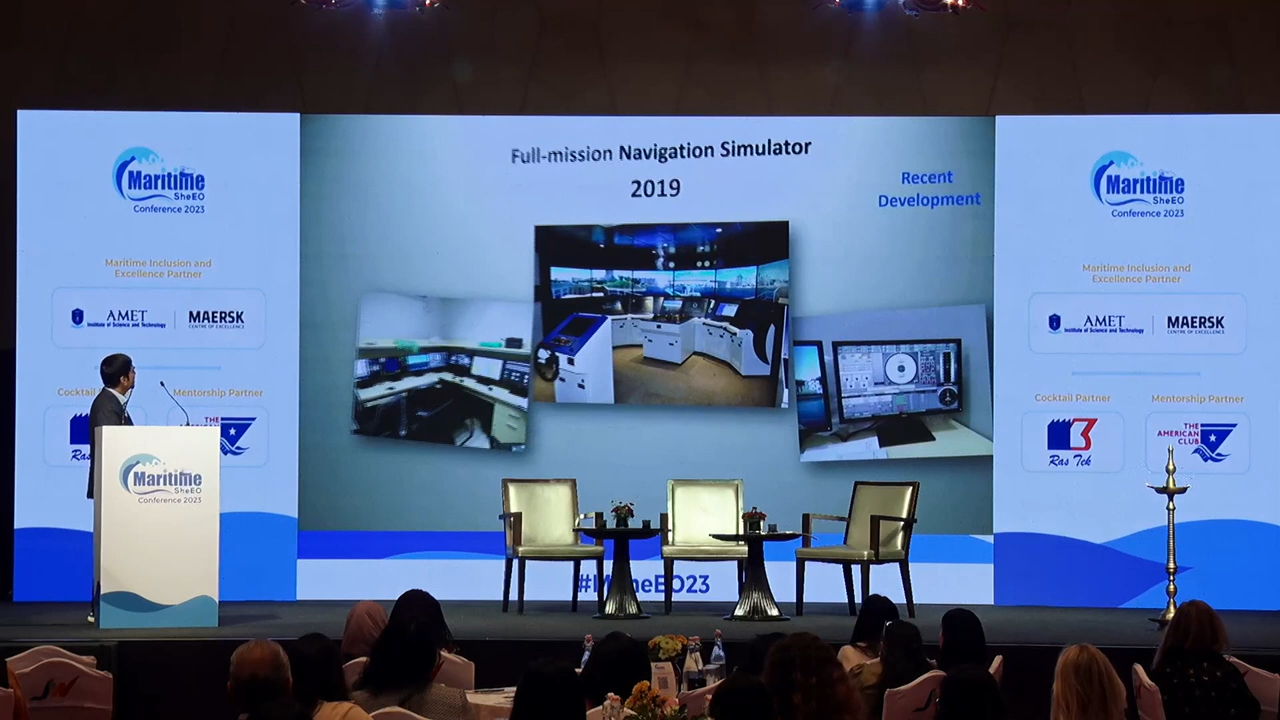 Maritime
SheEO
Conference 2023
Maritime Inclusion and
Excellence Partner
AMET
Institute of Science and Technology
MAERSK
CENTRE OF EXCELLENCE
Cocktail
Mentorship Partner
THE
Ras
Maritime
SheEO
Conference 2023
Full-mission Navigation Simulator
2019
Recent
Development
Maritime
SheEO
Conference 2023
Maritime Inclusion and
Excellence Partner
AMET
Institute of Science and Technology
MAERSK
CENTRE OF EXCELLENCE
Cocktail Partner
Mentorship Partner
Ras Tek
THE
AMERICAN
CLUB
JW